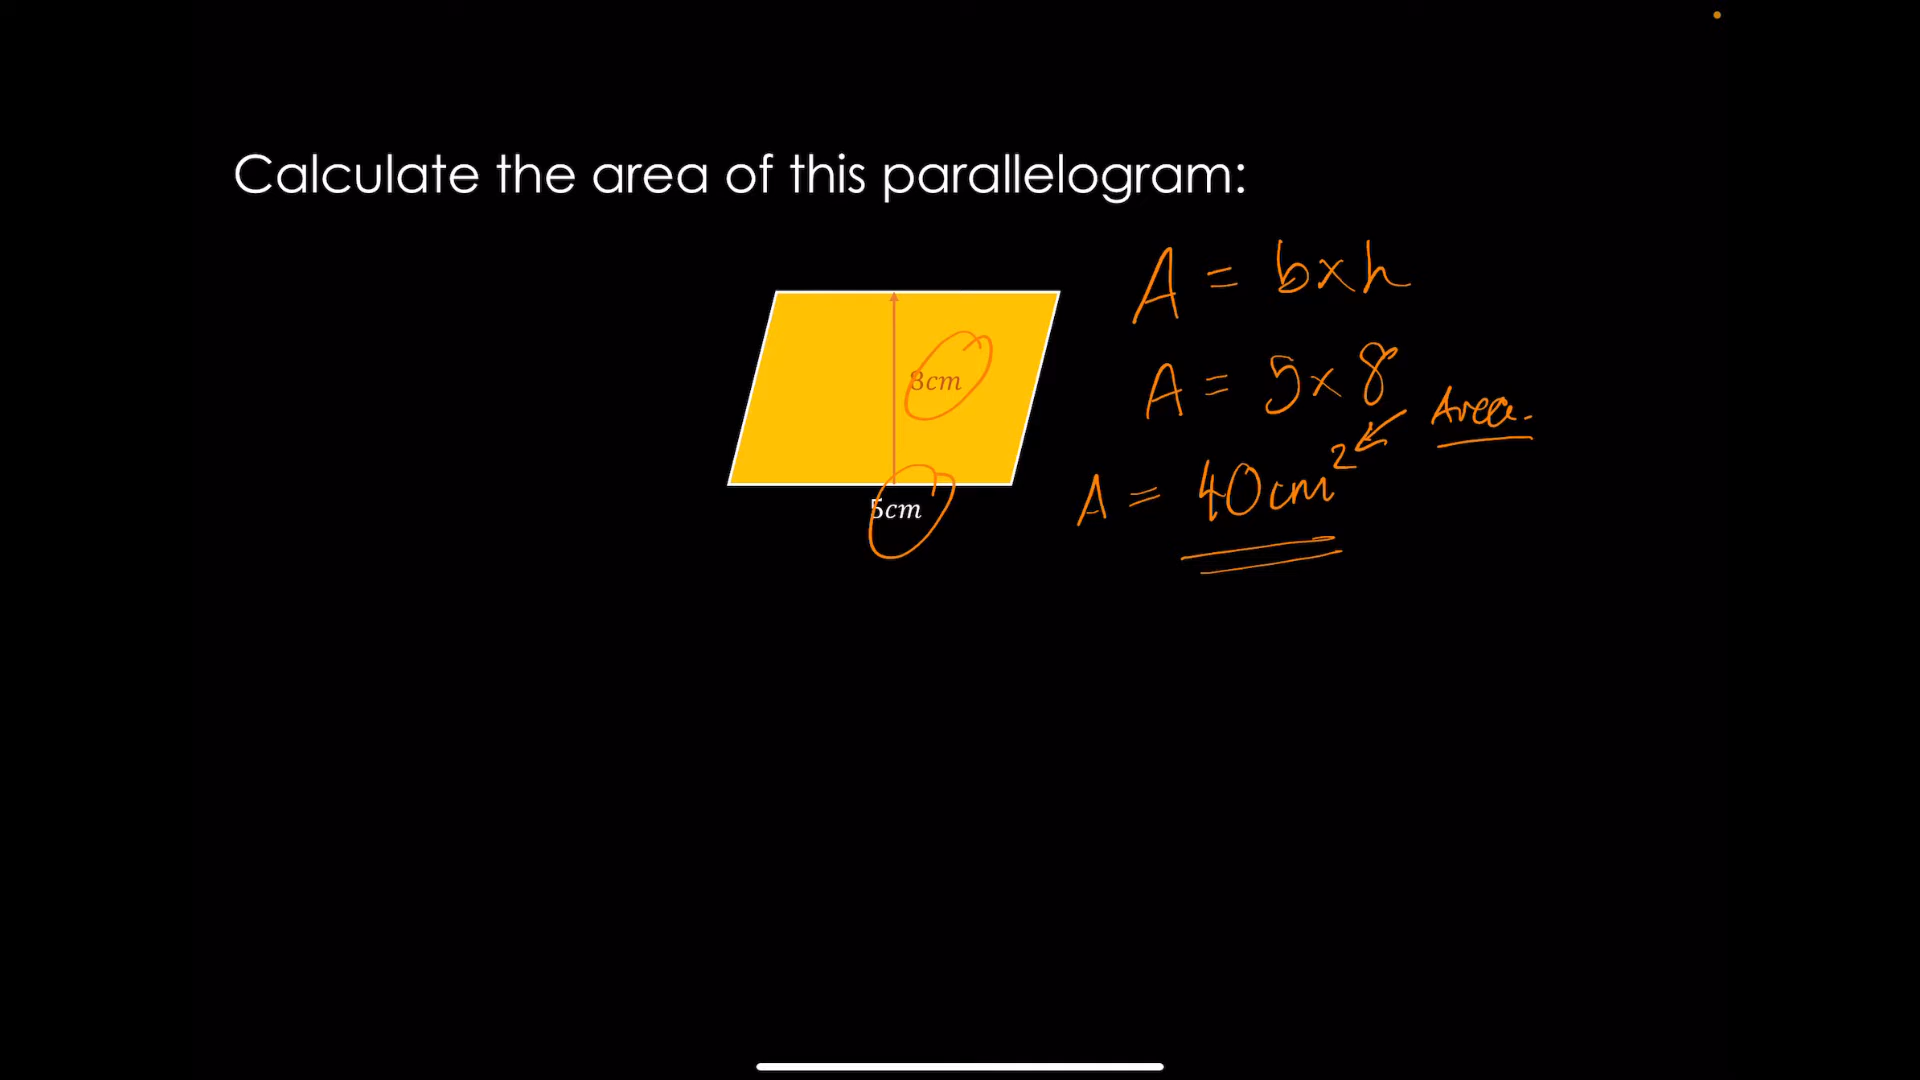 Calculate the area of this parallelogram:
A = b×h
8cm
A = 5×8
Area.
A = 40cm²
5cm